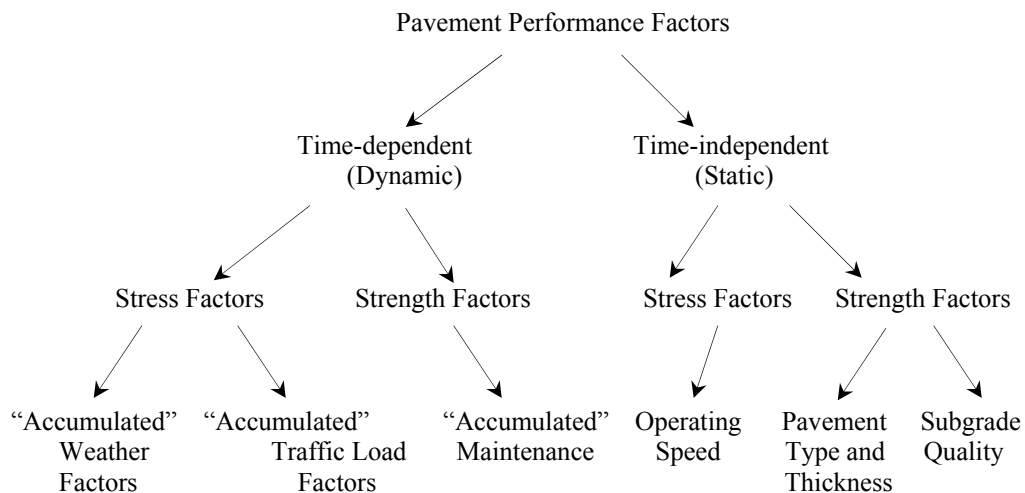 Pavement Performance Factors
Time-dependent
(Dynamic)
Time-independent
(Static)
Stress Factors
Strength Factors
Stress Factors
Strength Factors
“Accumulated”
Weather
Factors
“Accumulated”
Traffic Load
Factors
“Accumulated”
Maintenance
Operating
Speed
Pavement
Type and
Thickness
Subgrade
Quality